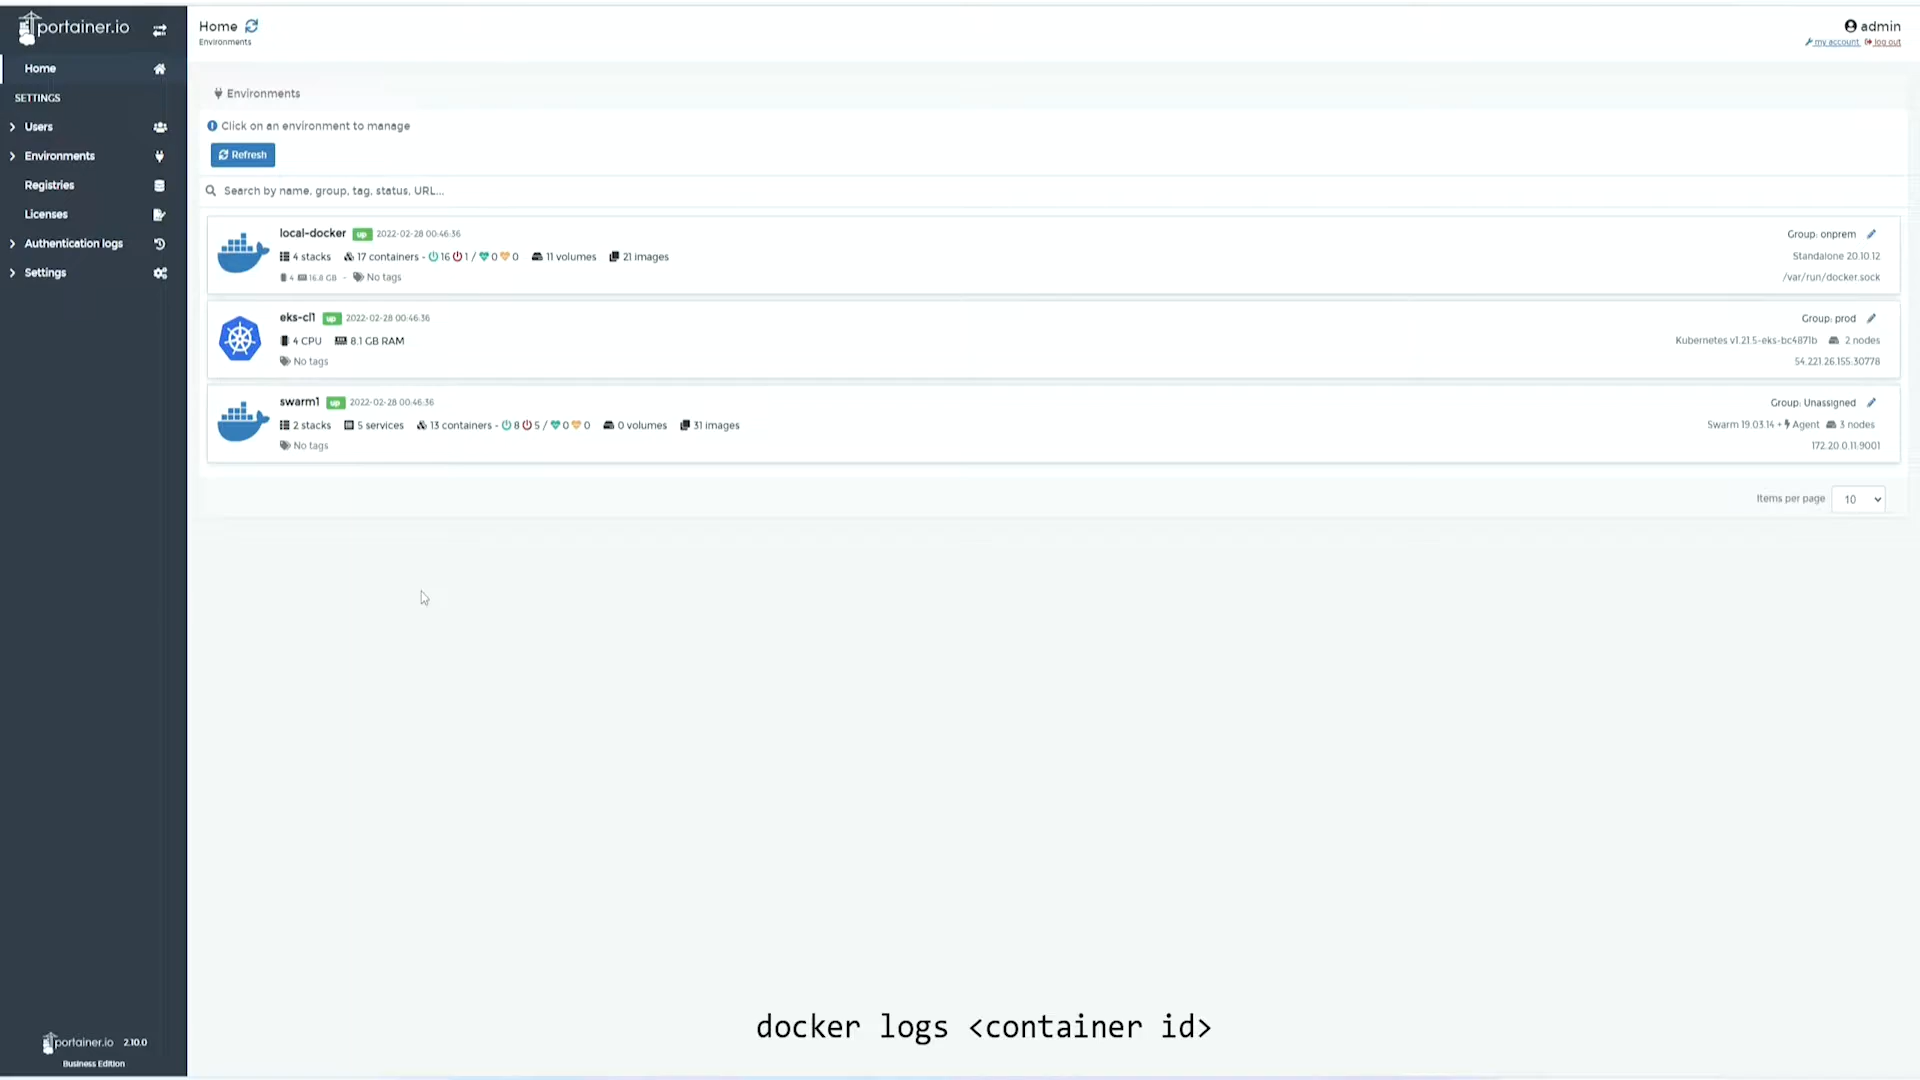 portainer.io
Home
SETTINGS
Users
Environments
Registries
Licenses
Authentication logs
Settings
portainer.io 2.10.0
Business Edition
Home
Environments
admin
my account log out
Environments
Click on an environment to manage
Refresh
Search by name, group, tag, status, URL...
local-docker up 2022-02-28 00:46:36
Group: onprem
4 stacks 17 containers - 16 1 / 0 0 11 volumes 21 images
Standalone 20.10.12
4 16.8 GB - No tags
/var/run/docker.sock
eks-cl1 up 2022-02-28 00:46:36
Group: prod
4 CPU 8.1 GB RAM
Kubernetes v1.21.5-eks-bc4871b 2 nodes
No tags
54.221.26.155:30778
swarm1 up 2022-02-28 00:46:36
Group: Unassigned
2 stacks 5 services 13 containers - 8 5 / 0 0 0 volumes 31 images
Swarm 19.03.14 + Agent 3 nodes
No tags
172.20.0.11:9001
Items per page 10
docker logs <container id>